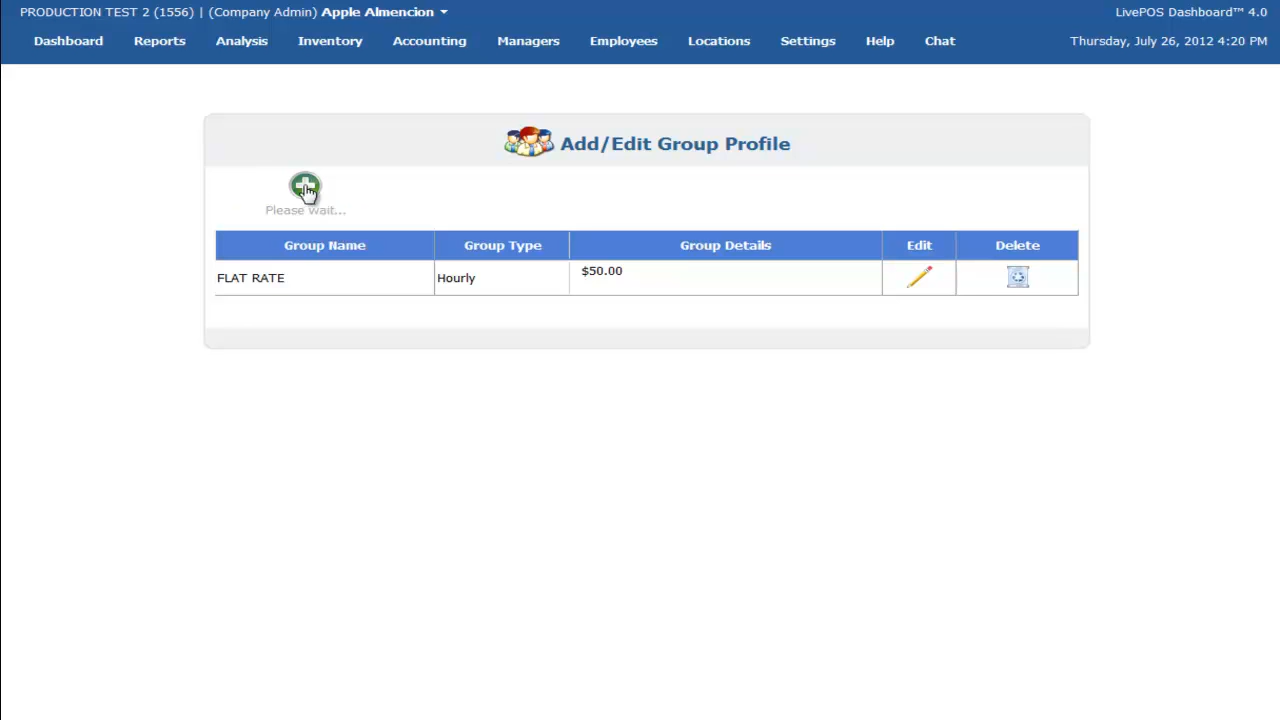 PRODUCTION TEST 2 (1556) | (Company Admin) Apple Almencion
LivePOS Dashboard™ 4.0
Dashboard Reports Analysis Inventory Accounting Managers Employees Locations Settings Help Chat
Thursday, July 26, 2012 4:20 PM
Add/Edit Group Profile
Please wait...
Group Name Group Type Group Details Edit Delete
FLAT RATE Hourly $50.00